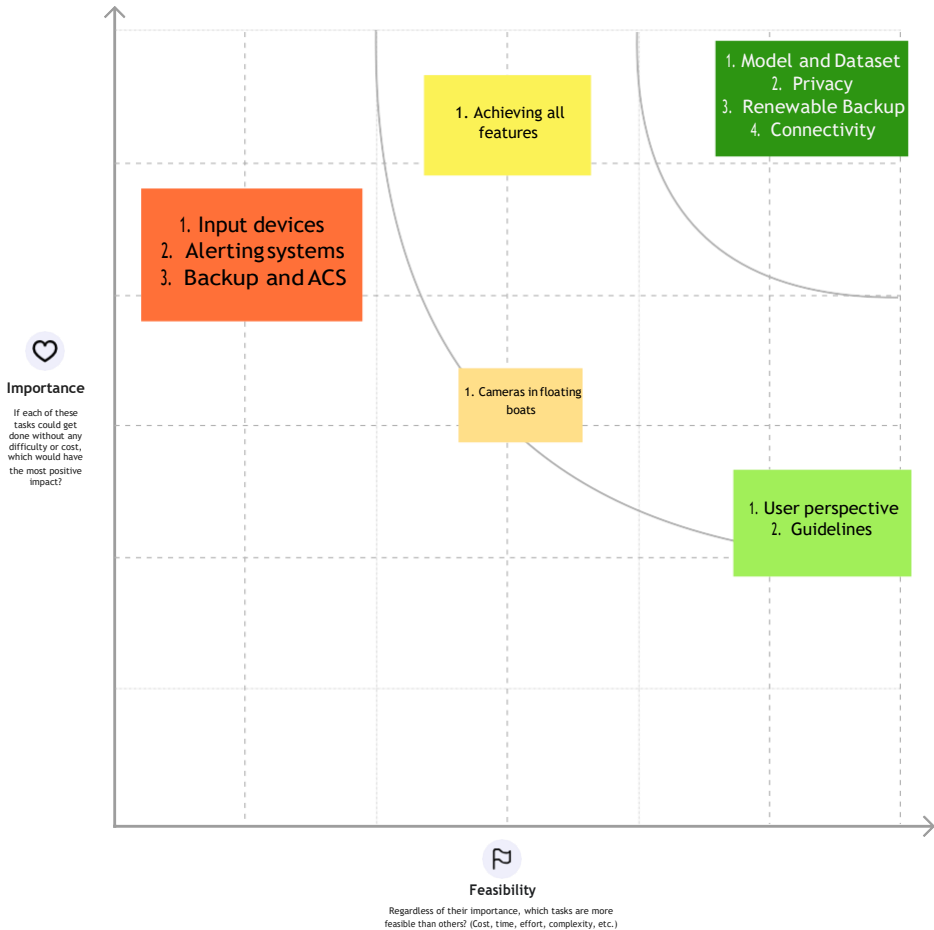 1. Model and Dataset
2. Privacy
3. Renewable Backup
4. Connectivity
1. Achieving all
features
1. Input devices
2. Alerting systems
3. Backup and ACS
Importance
If each of these
tasks could get
done without any
difficulty or cost,
which would have
the most positive
impact?
1. Cameras in floating
boats
1. User perspective
2. Guidelines
Feasibility
Regardless of their importance, which tasks are more
feasible than others? (Cost, time, effort, complexity, etc.)